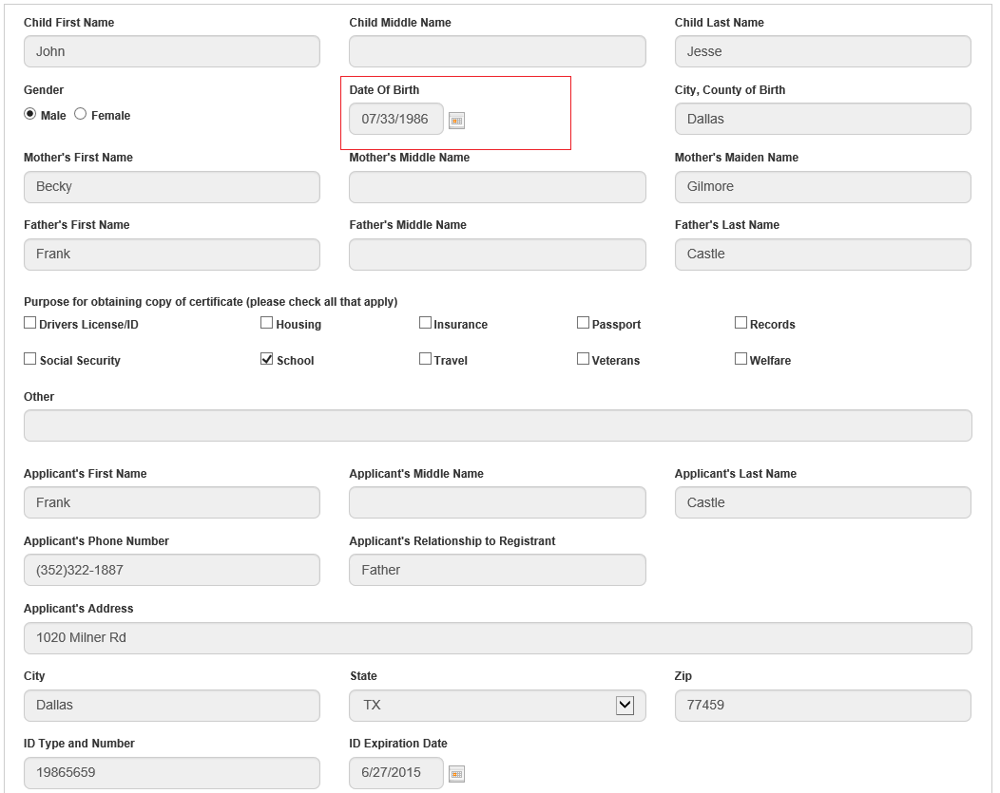 Child First Name Child Middle Name Child Last Name
John Jesse
Gender Date Of Birth City, County of Birth
Male Female 07/33/1986 Dallas
Mother's First Name Mother's Middle Name Mother's Maiden Name
Becky Gilmore
Father's First Name Father's Middle Name Father's Last Name
Frank Castle
Purpose for obtaining copy of certificate (please check all that apply)
Drivers License/ID Housing Insurance Passport Records
Social Security School Travel Veterans Welfare
Other
Applicant's First Name Applicant's Middle Name Applicant's Last Name
Frank Castle
Applicant's Phone Number Applicant's Relationship to Registrant
(352)322-1887 Father
Applicant's Address
1020 Milner Rd
City State Zip
Dallas TX 77459
ID Type and Number ID Expiration Date
19865659 6/27/2015